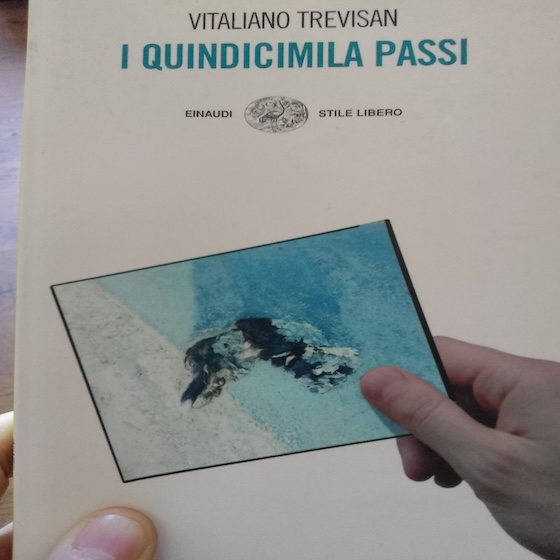 VITALIANO TREVISAN
I QUINDICIMILA PASSI
EINAUDI STILE LIBERO